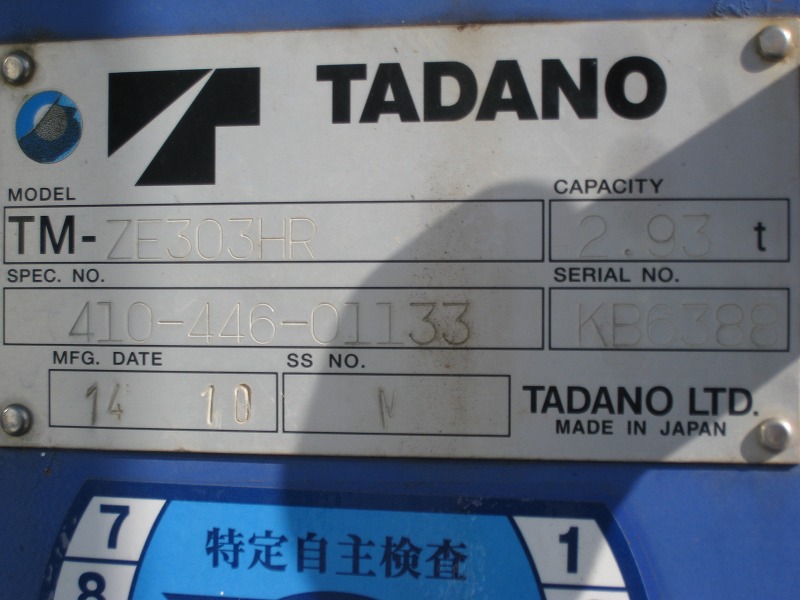 TADANO
MODEL
TM-ZE303HR
CAPACITY
2.93 t
SPEC. NO.
410-446-01133
SERIAL NO.
KB6388
MFG. DATE
14 10
SS NO.
N
TADANO LTD.
MADE IN JAPAN
特定自主検査
7
8
1